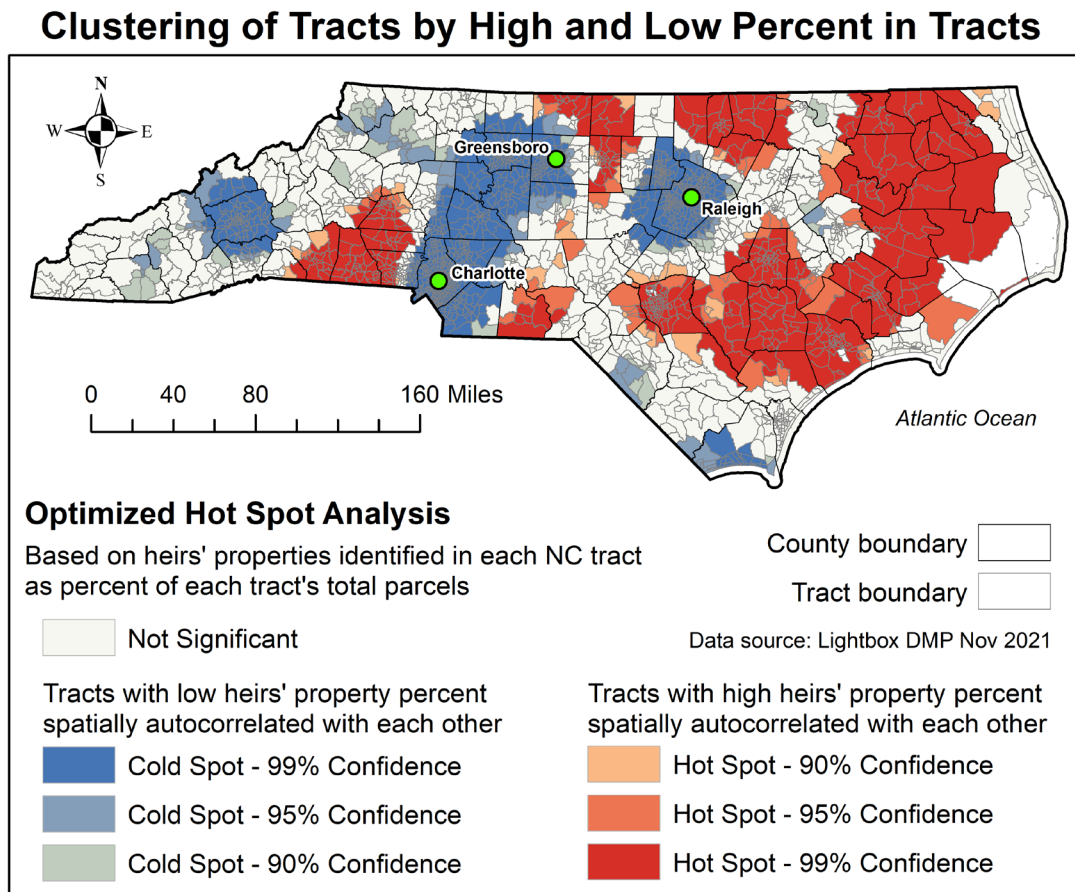 Clustering of Tracts by High and Low Percent in Tracts
N
W
E
S
Greensboro
Raleigh
Charlotte
0 40 80 160 Miles
Atlantic Ocean
Optimized Hot Spot Analysis
Based on heirs' properties identified in each NC tract
as percent of each tract's total parcels
County boundary
Tract boundary
Not Significant
Data source: Lightbox DMP Nov 2021
Tracts with low heirs' property percent
spatially autocorrelated with each other
Cold Spot - 99% Confidence
Cold Spot - 95% Confidence
Cold Spot - 90% Confidence
Tracts with high heirs' property percent
spatially autocorrelated with each other
Hot Spot - 90% Confidence
Hot Spot - 95% Confidence
Hot Spot - 99% Confidence